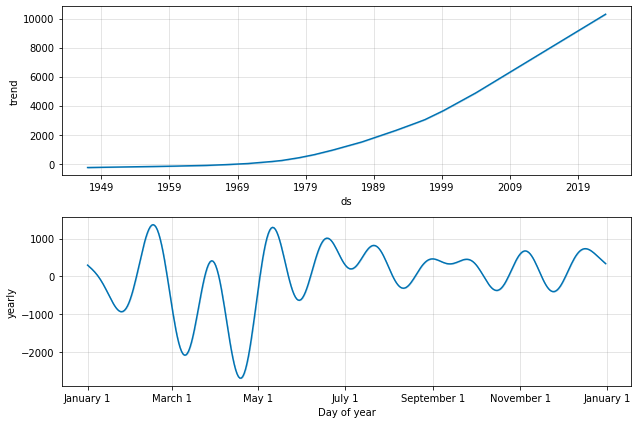 10000
8000
6000
4000
2000
0
trend
1949 1959 1969 1979 1989 1999 2009 2019
ds
1000
0
−1000
−2000
yearly
January 1 March 1 May 1 July 1 September 1 November 1 January 1
Day of year